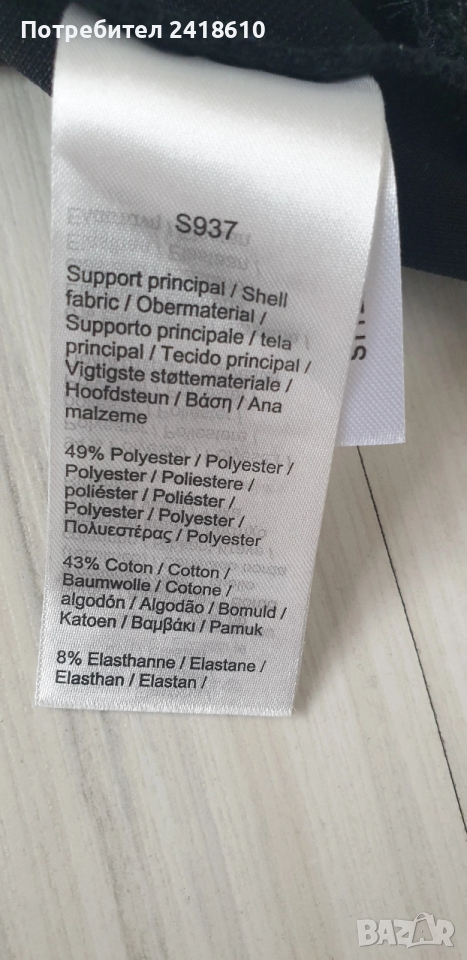 Потребител 2418610
S937
Support principal / Shell
fabric / Obermaterial /
Supporto principale / tela
principal / Tecido principal /
Vigtigste støttemateriale /
Hoofdsteun / Βάση / Ana
malzeme
49% Polyester / Polyester /
Polyester / Poliestere /
poliéster / Poliéster /
Polyester / Polyester /
Πολυεστέρας / Polyester
43% Coton / Cotton /
Baumwolle / Cotone /
algodón / Algodão / Bomuld /
Katoen / Βαμβάκι / Pamuk
8% Elasthanne / Elastane /
Elasthan / Elastan /
BAZAR